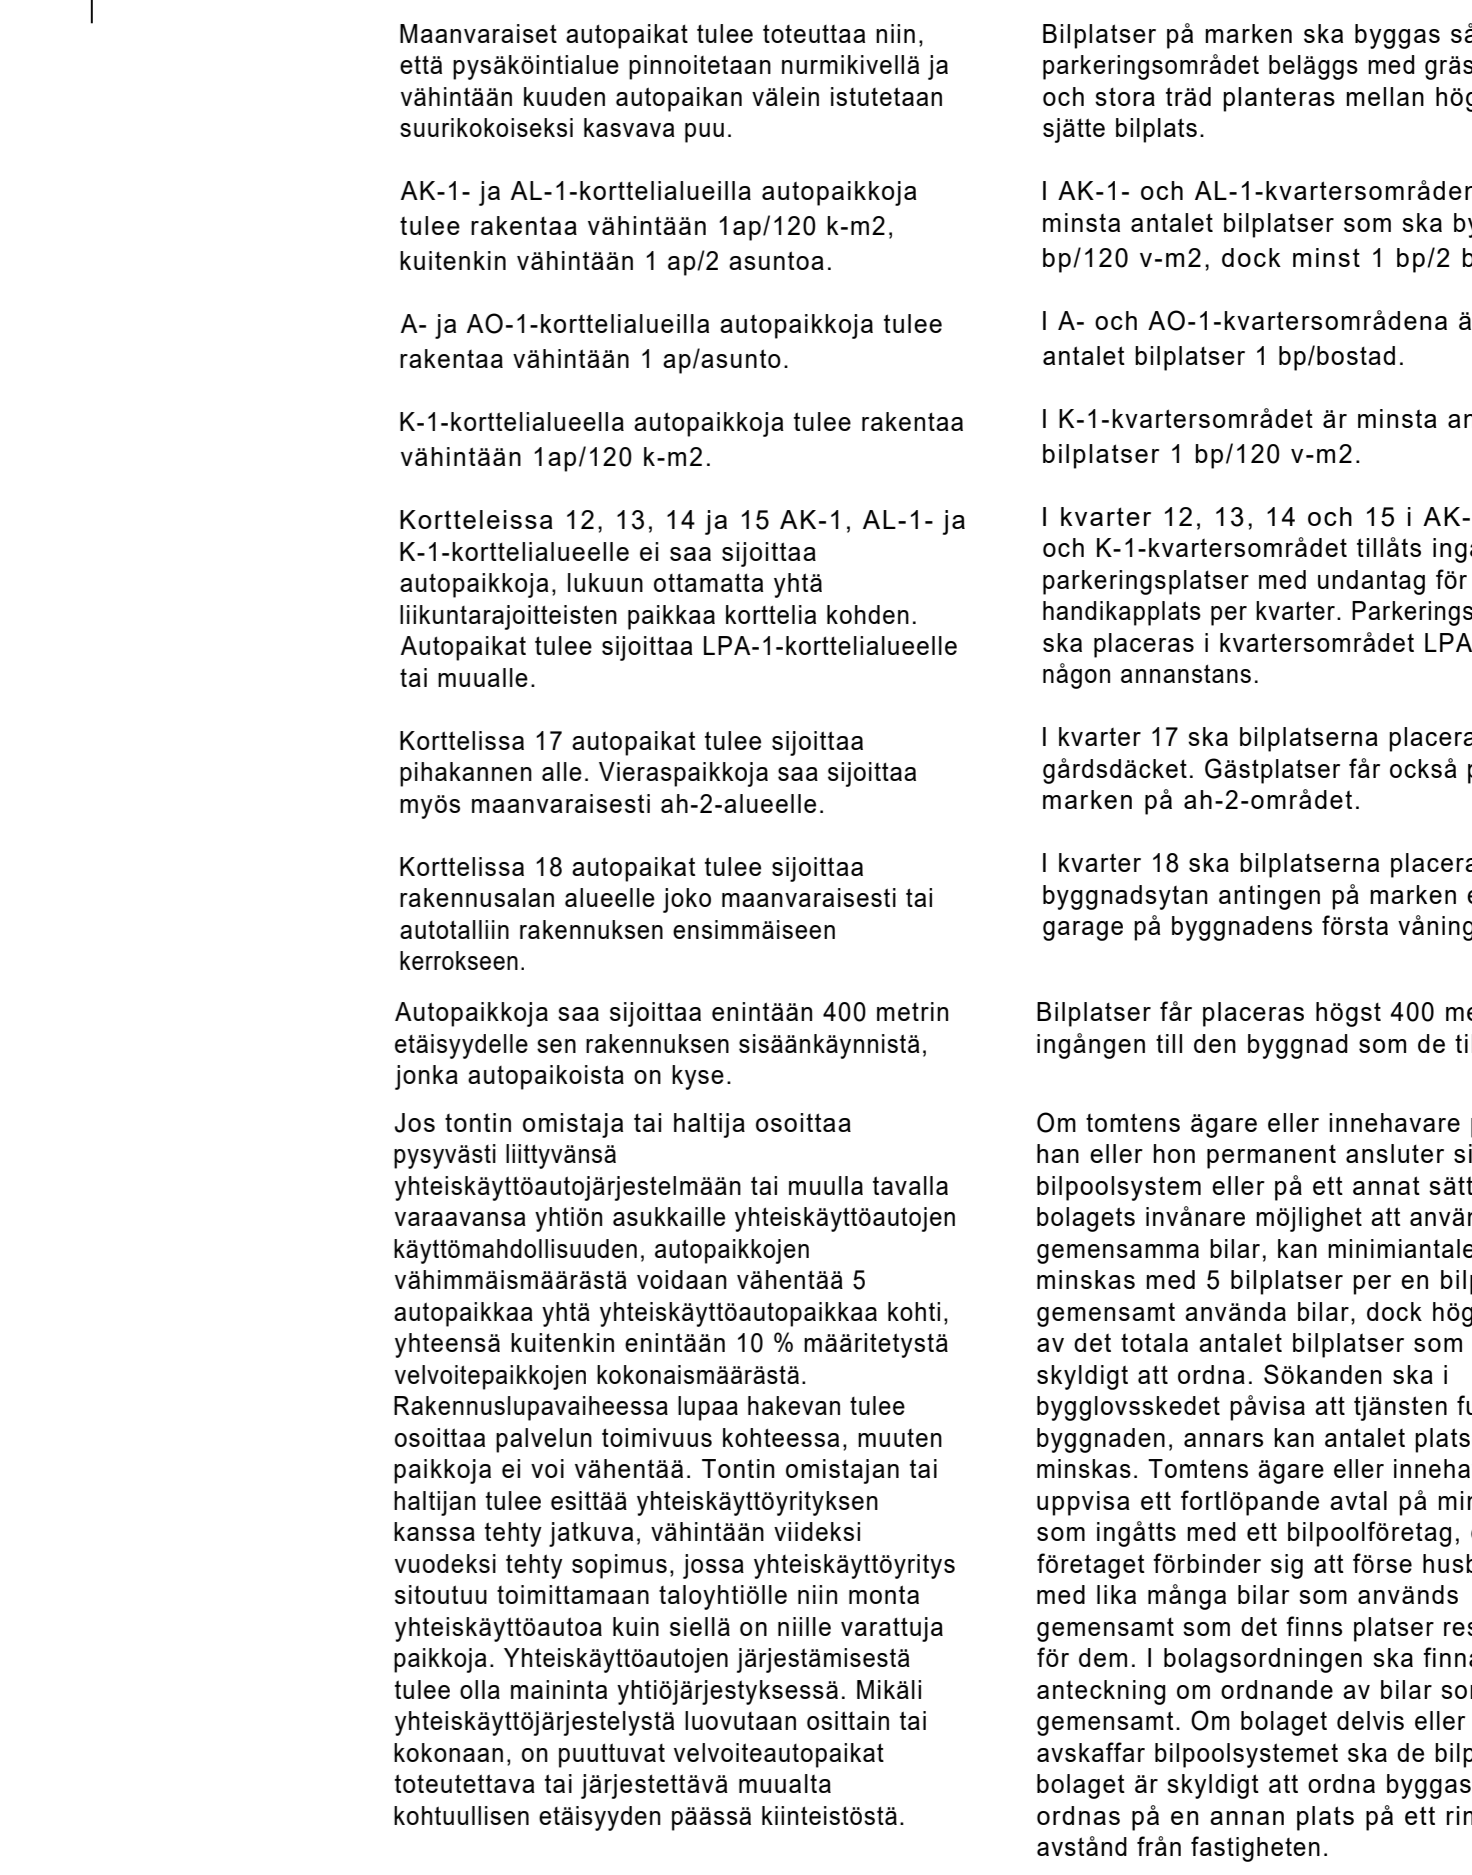 Maanvaraiset autopaikat tulee toteuttaa niin,
että pysäköintialue pinnoitetaan nurmikivellä ja
vähintään kuuden autopaikan välein istutetaan
suurikokoiseksi kasvava puu.
AK-1- ja AL-1-korttelialueilla autopaikkoja
tulee rakentaa vähintään 1ap/120 k-m2,
kuitenkin vähintään 1 ap/2 asuntoa.
A- ja AO-1-korttelialueilla autopaikkoja tulee
rakentaa vähintään 1 ap/asunto.
K-1-korttelialueella autopaikkoja tulee rakentaa
vähintään 1ap/120 k-m2.
Kortteleissa 12, 13, 14 ja 15 AK-1, AL-1- ja
K-1-korttelialueelle ei saa sijoittaa
autopaikkoja, lukuun ottamatta yhtä
liikuntarajoitteisten paikkaa korttelia kohden.
Autopaikat tulee sijoittaa LPA-1-korttelialueelle
tai muualle.
Korttelissa 17 autopaikat tulee sijoittaa
pihakannen alle. Vieraspaikkoja saa sijoittaa
myös maanvaraisesti ah-2-alueelle.
Korttelissa 18 autopaikat tulee sijoittaa
rakennusalan alueelle joko maanvaraisesti tai
autotalliin rakennuksen ensimmäiseen
kerrokseen.
Autopaikkoja saa sijoittaa enintään 400 metrin
etäisyydelle sen rakennuksen sisäänkäynnistä,
jonka autopaikoista on kyse.
Jos tontin omistaja tai haltija osoittaa
pysyvästi liittyvänsä
yhteiskäyttöautojärjestelmään tai muulla tavalla
varaavansa yhtiön asukkaille yhteiskäyttöautojen
käyttömahdollisuuden, autopaikkojen
vähimmäismäärästä voidaan vähentää 5
autopaikkaa yhtä yhteiskäyttöautopaikkaa kohti,
yhteensä kuitenkin enintään 10 % määritetystä
velvoitepaikkojen kokonaismäärästä.
Rakennuslupavaiheessa lupaa hakevan tulee
osoittaa palvelun toimivuus kohteessa, muuten
paikkoja ei voi vähentää. Tontin omistajan tai
haltijan tulee esittää yhteiskäyttöyrityksen
kanssa tehty jatkuva, vähintään viideksi
vuodeksi tehty sopimus, jossa yhteiskäyttöyritys
sitoutuu toimittamaan taloyhtiölle niin monta
yhteiskäyttöautoa kuin siellä on niille varattuja
paikkoja. Yhteiskäyttöautojen järjestämisestä
tulee olla maininta yhtiöjärjestyksessä. Mikäli
yhteiskäyttöjärjestelystä luovutaan osittain tai
kokonaan, on puuttuvat velvoiteautopaikat
toteutettava tai järjestettävä muualta
kohtuullisen etäisyyden päässä kiinteistöstä.
Bilplatser på marken ska byggas
parkeringsområdet beläggs med
och stora träd planteras mellan
sjätte bilplats.
I AK-1- och AL-1-kvartersområden
minsta antalet bilplatser som ska
bp/120 v-m2, dock minst 1 bp/2
I A- och AO-1-kvartersområdena
antalet bilplatser 1 bp/bostad.
I K-1-kvartersområdet är minsta
bilplatser 1 bp/120 v-m2.
I kvarter 12, 13, 14 och 15 i AK-
och K-1-kvartersområdet tillåts
parkeringsplatser med undantag för
handikapplats per kvarter.
ska placeras i kvartersområdet LPA
någon annanstans.
I kvarter 17 ska bilplatserna
gårdsdäcket. Gästplatser får också
marken på ah-2-området.
I kvarter 18 ska bilplatserna
byggnadsytan antingen på marken
garage på byggnadens första våning
Bilplatser får placeras högst 400
ingången till den byggnad som de
Om tomtens ägare eller innehavare
han eller hon permanent ansluter
bilpoolsystem eller på ett annat sätt
bolagets invånare möjlighet att
gemensamma bilar, kan
minskas med 5 bilplatser per en
gemensamt använda bilar, dock
av det totala antalet bilplatser som
skyldigt att ordna. Sökanden ska i
bygglovsskedet påvisa att tjänsten
byggnaden, annars kan antalet
minskas. Tomtens ägare eller
uppvisa ett fortlöpande avtal på
som ingåtts med ett bilpoolföretag,
företaget förbinder sig att förse
med lika många bilar som används
gemensamt som det finns platser
för dem. I bolagsordningen ska
anteckning om ordnande av bilar
gemensamt. Om bolaget delvis eller
avskaffar bilpoolsystemet ska de
bolaget är skyldigt att ordna byggas
ordnas på en annan plats på ett
avstånd från fastigheten.